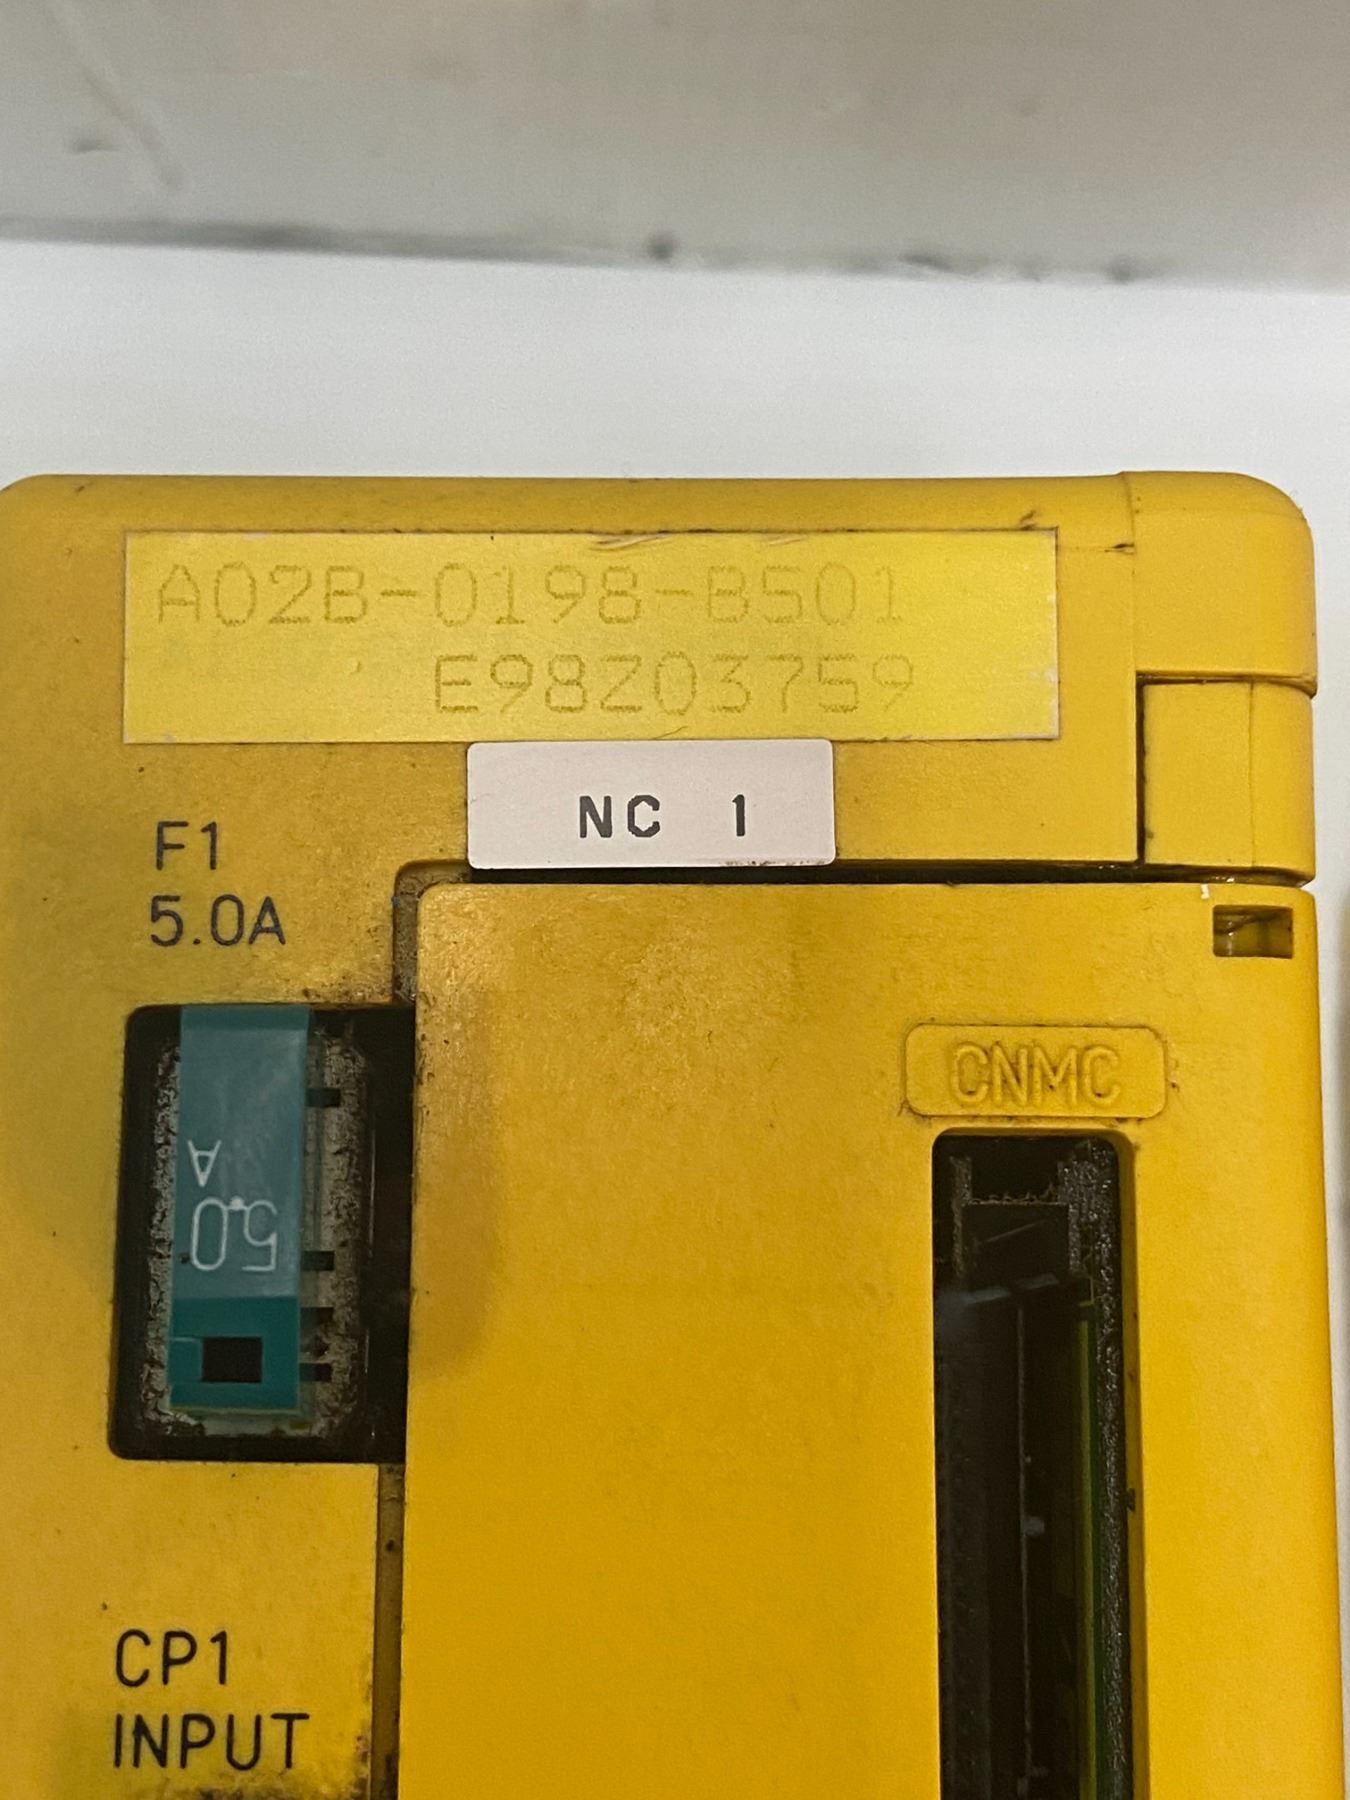 A02B-0198-B501
E98Z03759
NC 1
F1
5.0A
CNMC
5.0
A
CP1
INPUT